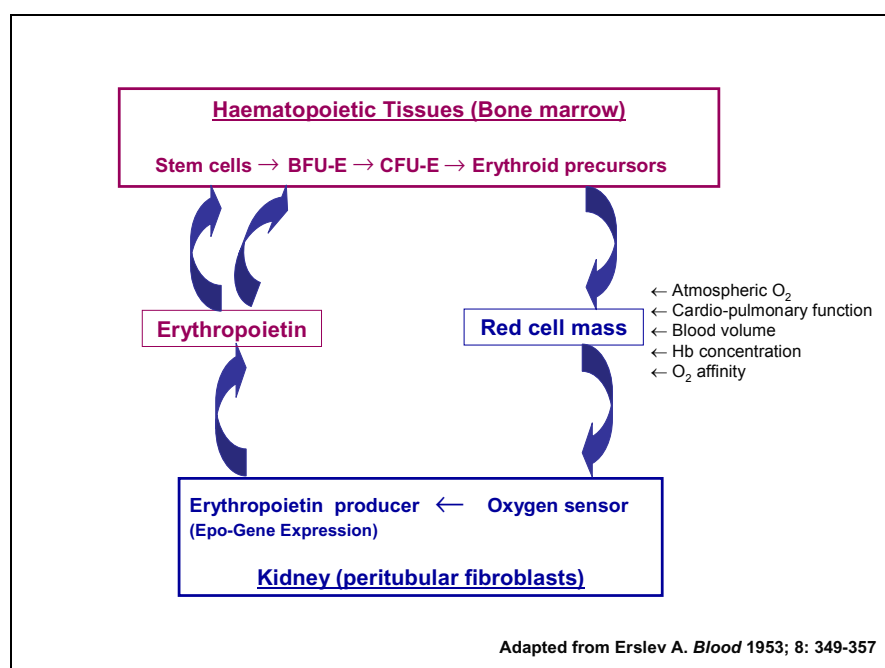 Haematopoietic Tissues (Bone marrow)
Stem cells → BFU-E → CFU-E → Erythroid precursors
Erythropoietin
Red cell mass
← Atmospheric O₂
← Cardio-pulmonary function
← Blood volume
← Hb concentration
← O₂ affinity
Erythropoietin producer ← Oxygen sensor
(Epo-Gene Expression)
Kidney (peritubular fibroblasts)
Adapted from Erslev A. Blood 1953; 8: 349-357